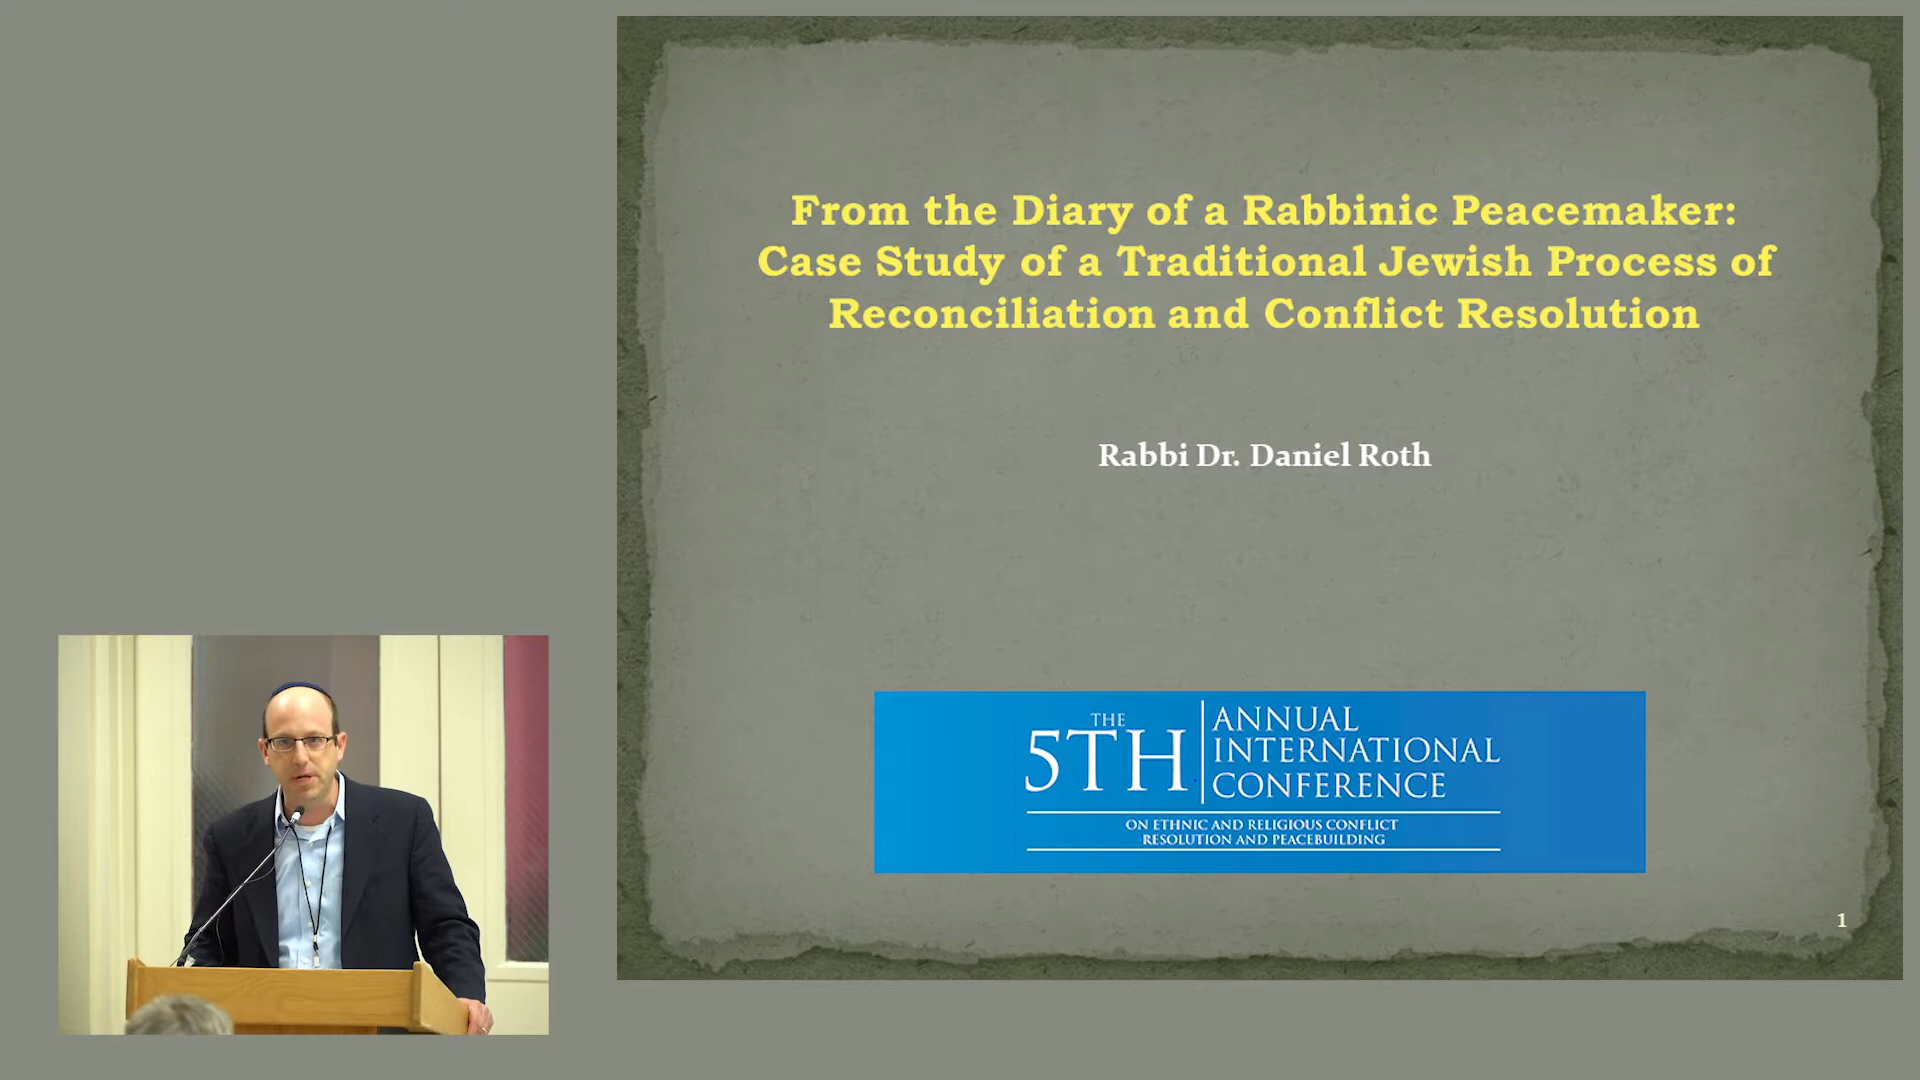 From the Diary of a Rabbinic Peacemaker:
Case Study of a Traditional Jewish Process of
Reconciliation and Conflict Resolution
Rabbi Dr. Daniel Roth
THE
5TH
ANNUAL
INTERNATIONAL
CONFERENCE
ON ETHNIC AND RELIGIOUS CONFLICT
RESOLUTION AND PEACEBUILDING
1